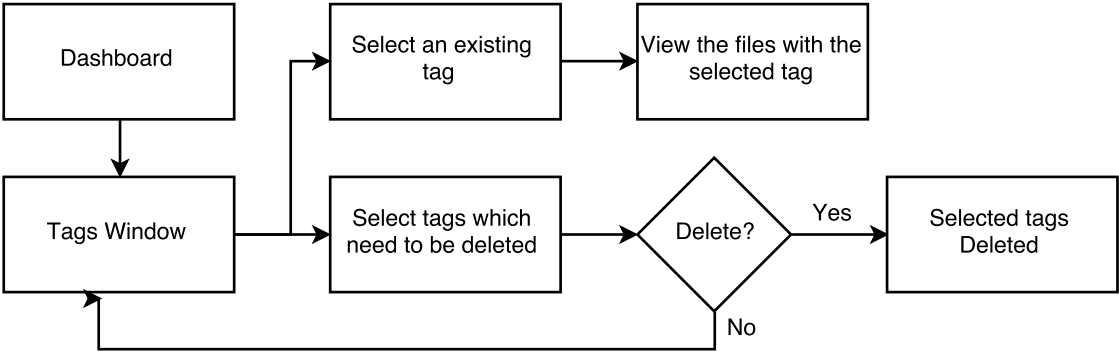 Dashboard
Select an existing
tag
View the files with the
selected tag
Tags Window
Select tags which
need to be deleted
Delete?
Yes
Selected tags
Deleted
No